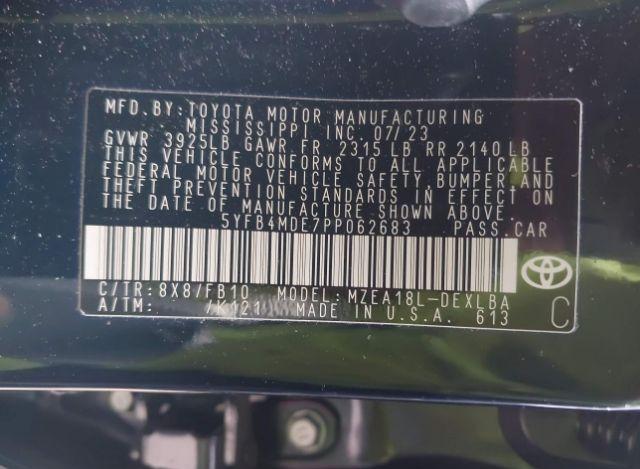 MFD. BY: TOYOTA MOTOR MANUFACTURING
MISSISSIPPI INC. 07/23
GVWR 3925LB GAWR FR 2315 LB RR 2140 LB
THIS VEHICLE CONFORMS TO ALL APPLICABLE
FEDERAL MOTOR VEHICLE SAFETY, BUMPER AND
THEFT PREVENTION STANDARDS IN EFFECT
ON THE DATE OF MANUFACTURE SHOWN ABOVE.
5YFB4MDE7PP062683 PASS.CAR
C/TR: 8X8/FB10 MODEL: MZEA18L-DEXLBA
A/TM: /K121 MADE IN U.S.A. 613
C